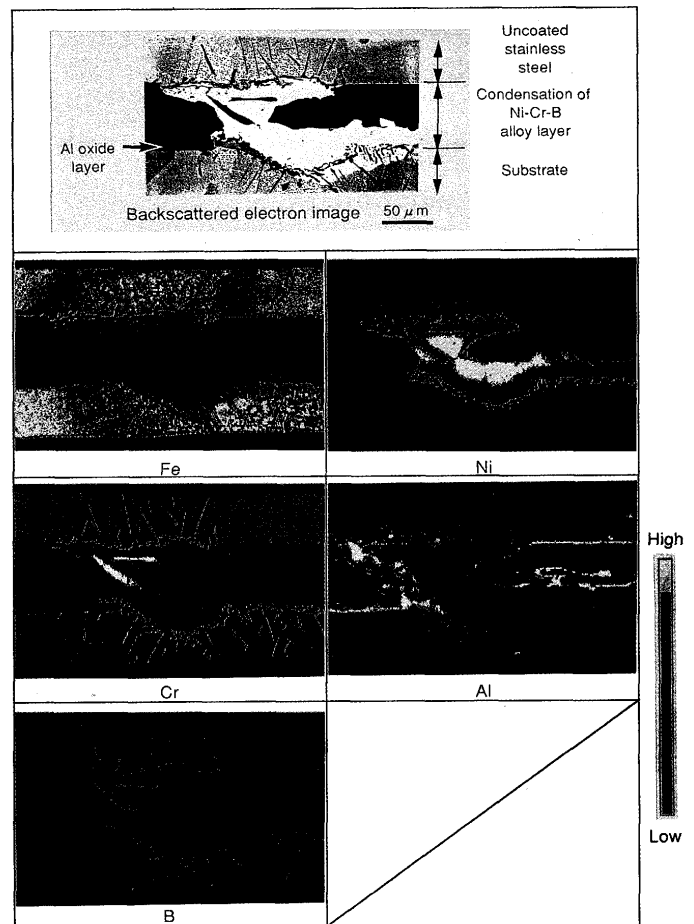 Uncoated
stainless
steel
Condensation of
Ni-Cr-B
alloy layer
Al oxide
layer
Substrate
Backscattered electron image
50 μm
Fe
Ni
Cr
Al
High
B
Low